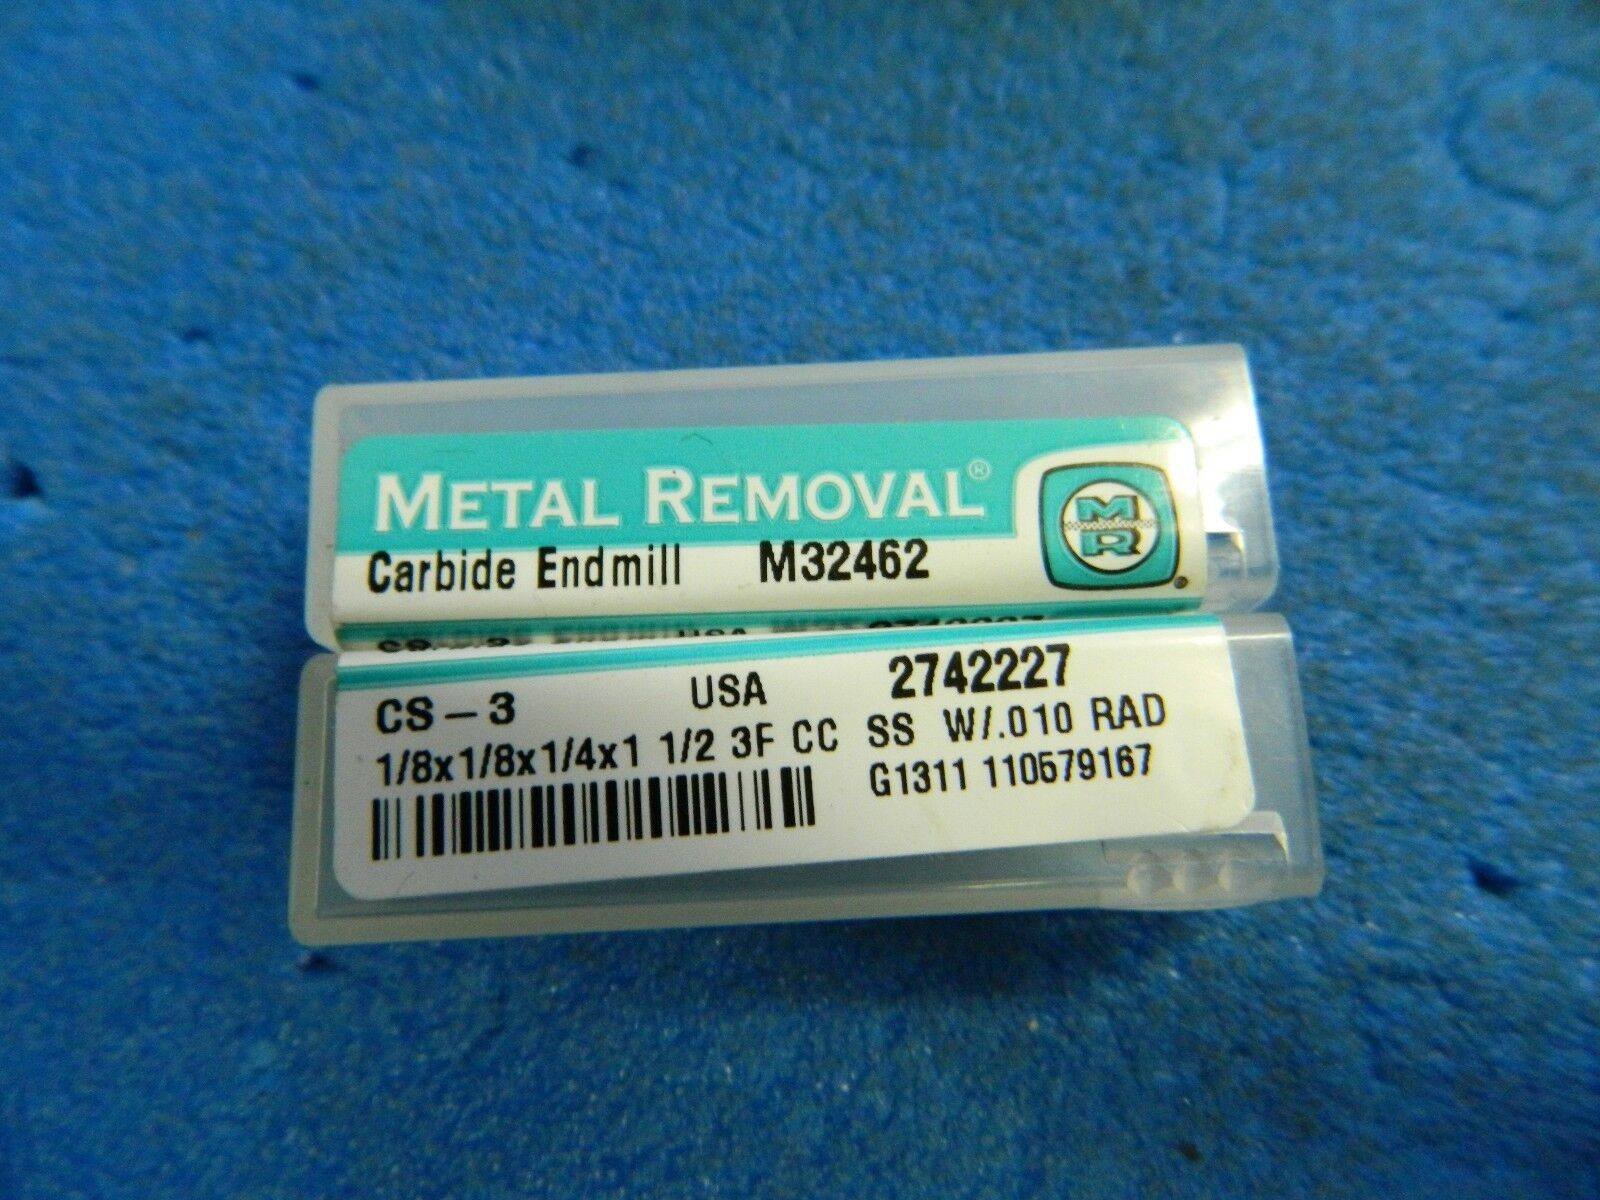 METAL REMOVAL®
Carbide Endmill M32462
MR
CS-3 USA 2742227
1/8x1/8x1/4x1 1/2 3F CC SS W/.010 RAD
G1311 110579167